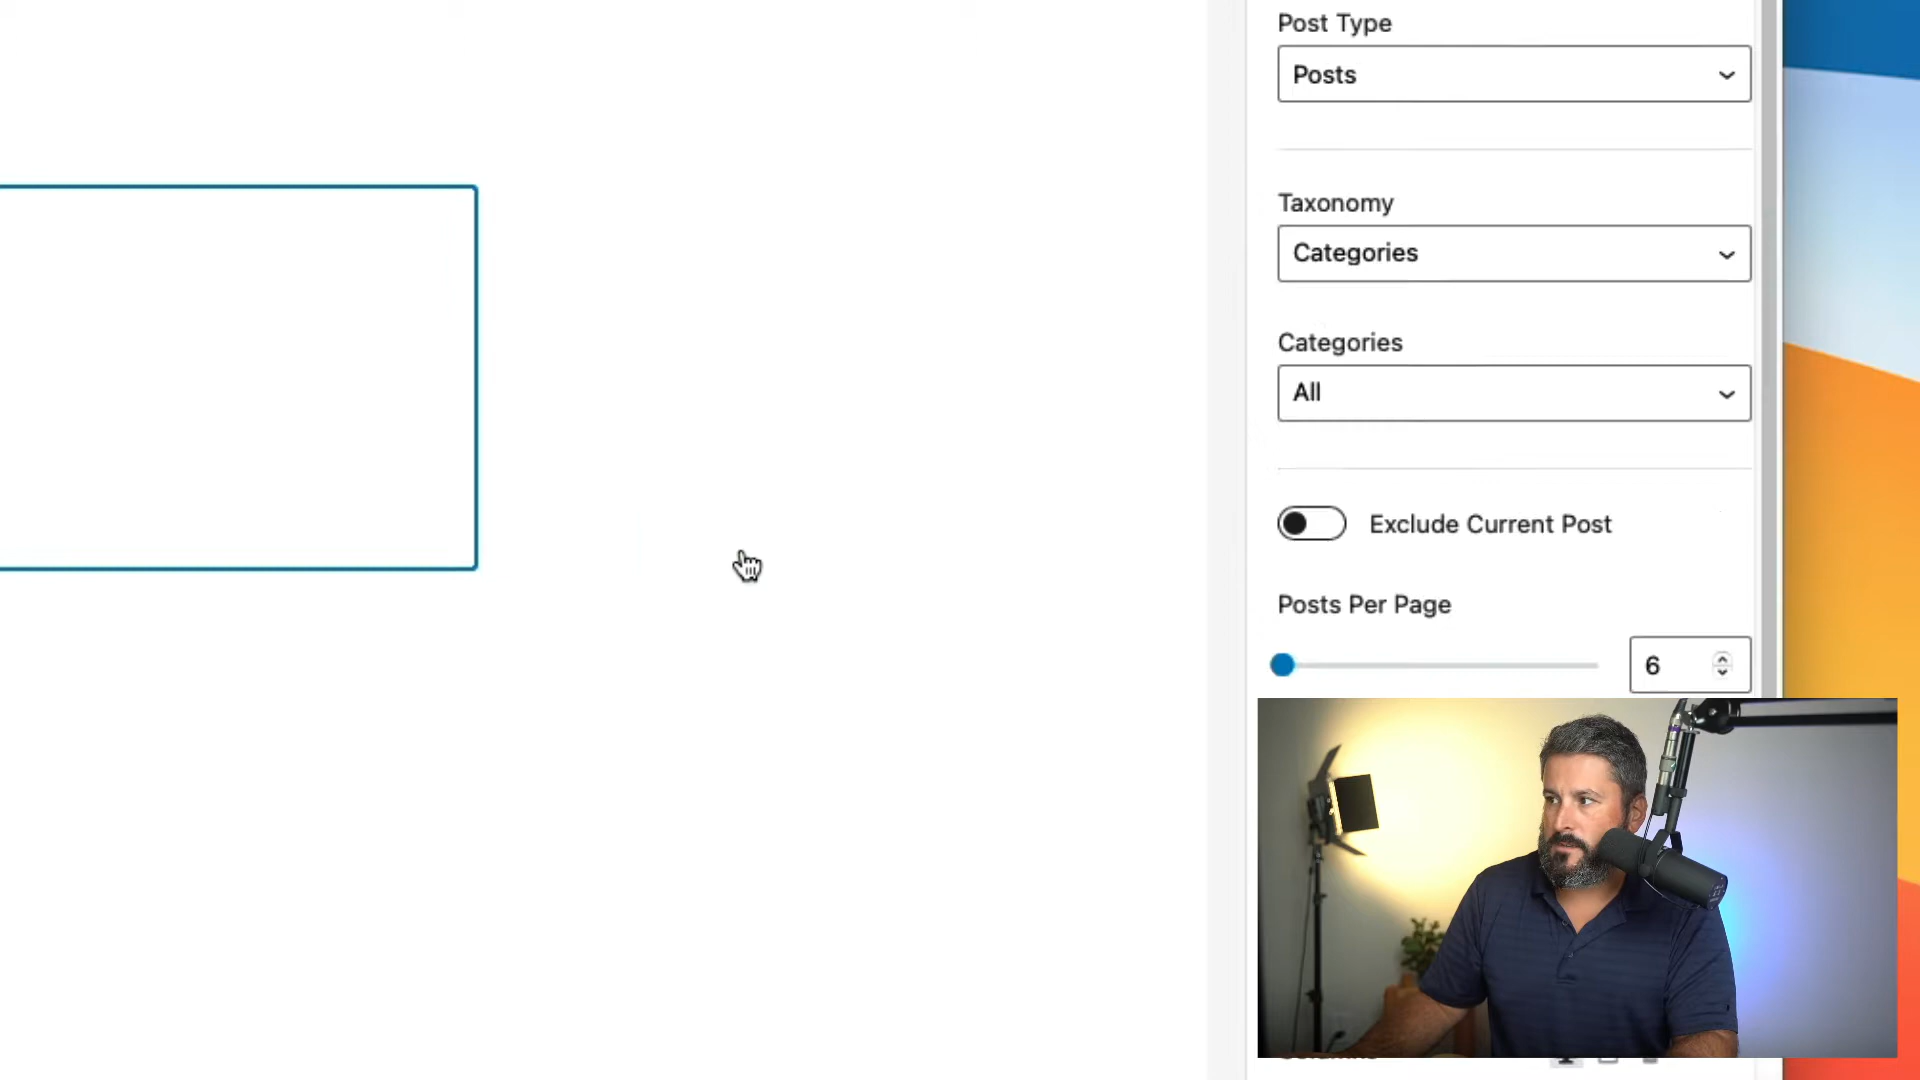 Post Type
Posts
Taxonomy
Categories
Categories
All
Exclude Current Post
Posts Per Page
6